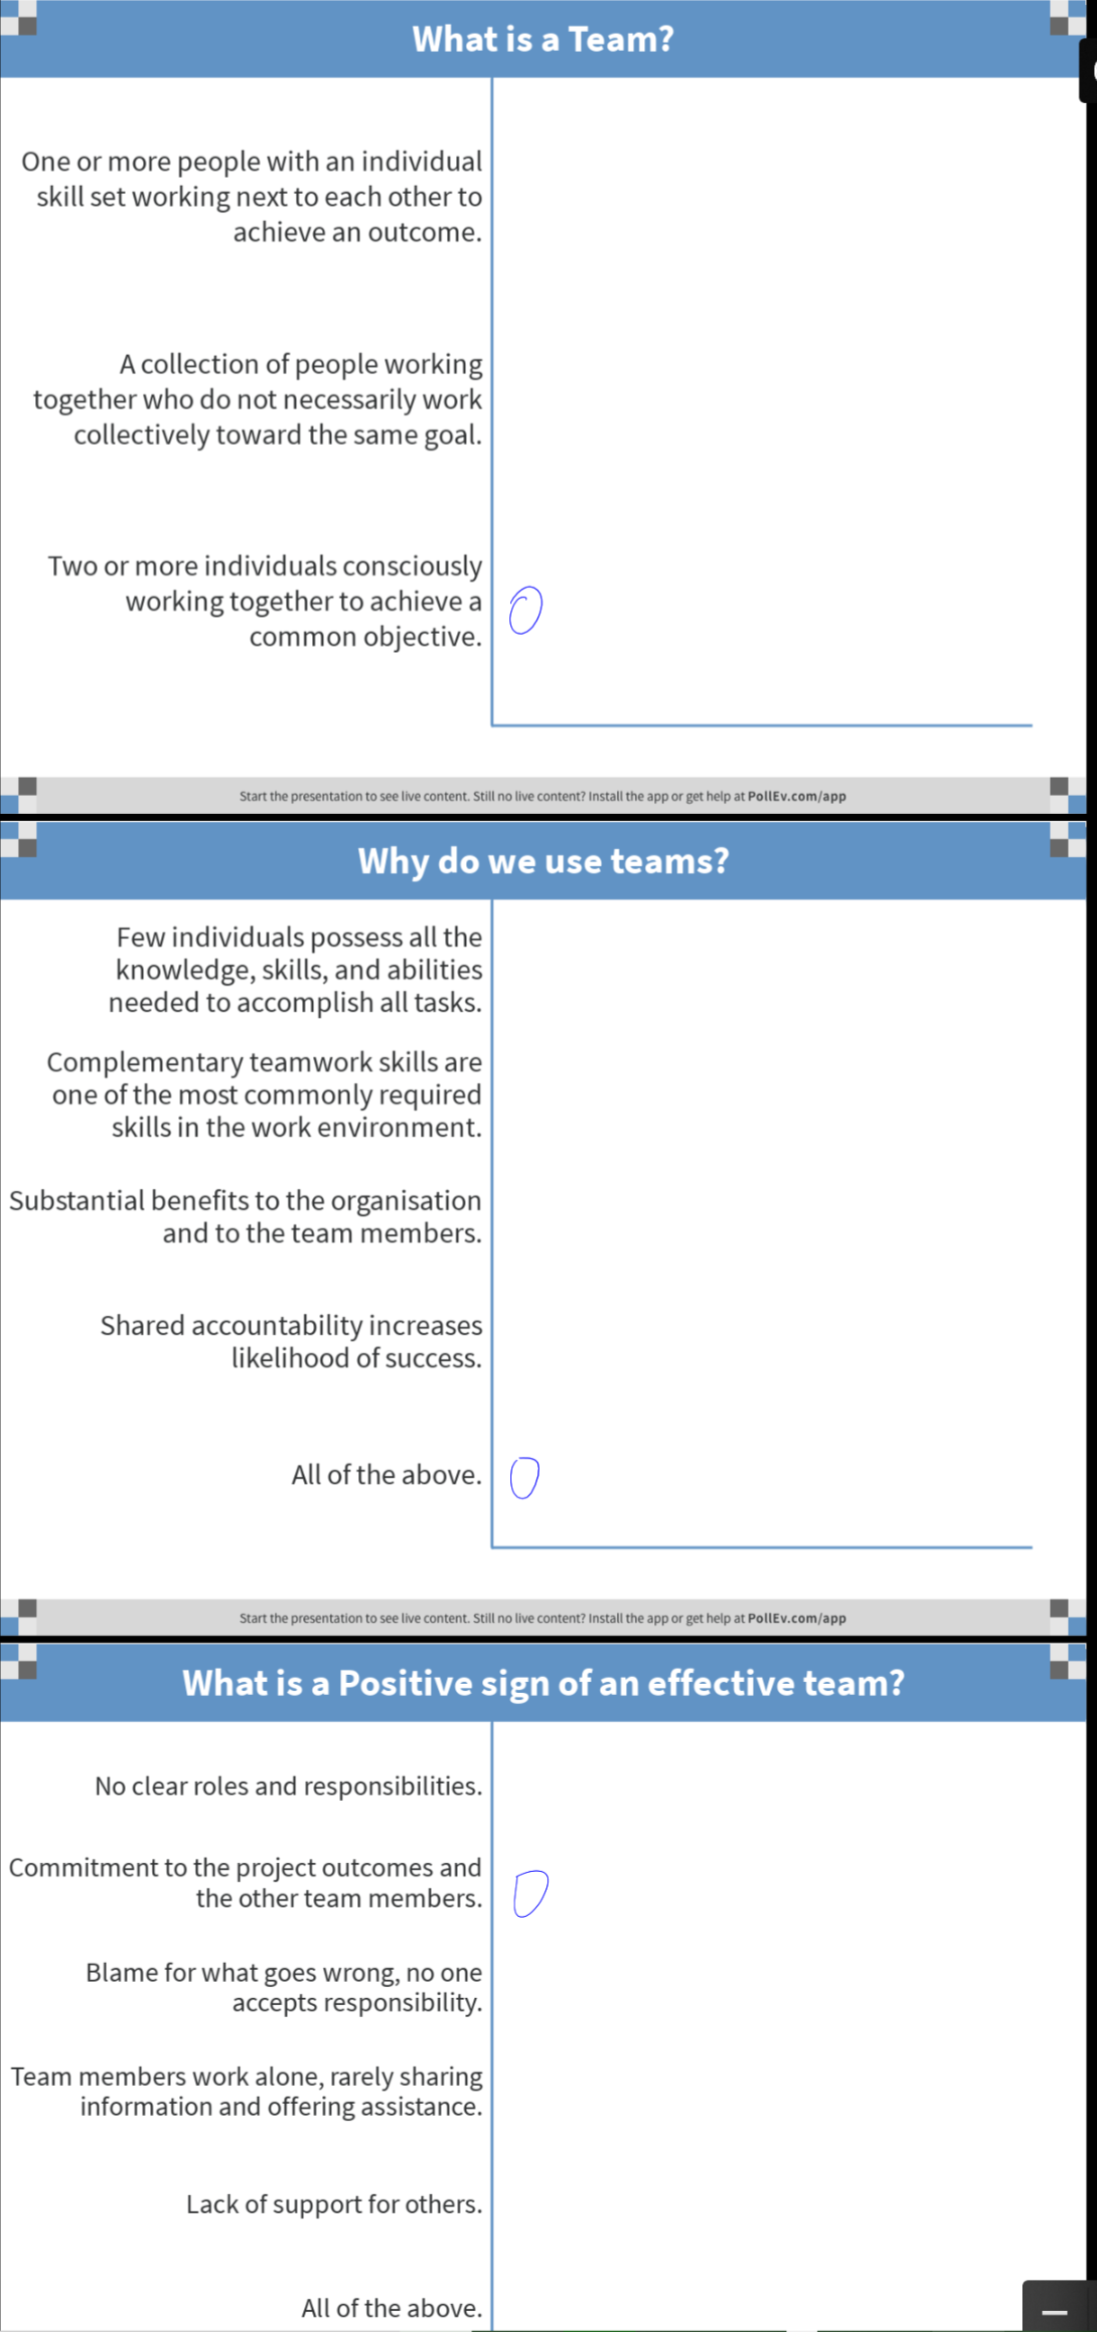 What is a Team?
One or more people with an individual
skill set working next to each other to
achieve an outcome.
A collection of people working
together who do not necessarily work
collectively toward the same goal.
Two or more individuals consciously
working together to achieve a
common objective.
Start the presentation to see live content. Still no live content? Install the app or get help at PollEv.com/app
Why do we use teams?
Few individuals possess all the
knowledge, skills, and abilities
needed to accomplish all tasks.
Complementary teamwork skills are
one of the most commonly required
skills in the work environment.
Substantial benefits to the organisation
and to the team members.
Shared accountability increases
likelihood of success.
All of the above.
Start the presentation to see live content. Still no live content? Install the app or get help at PollEv.com/app
What is a Positive sign of an effective team?
No clear roles and responsibilities.
Commitment to the project outcomes and
the other team members.
Blame for what goes wrong, no one
accepts responsibility.
Team members work alone, rarely sharing
information and offering assistance.
Lack of support for others.
All of the above.